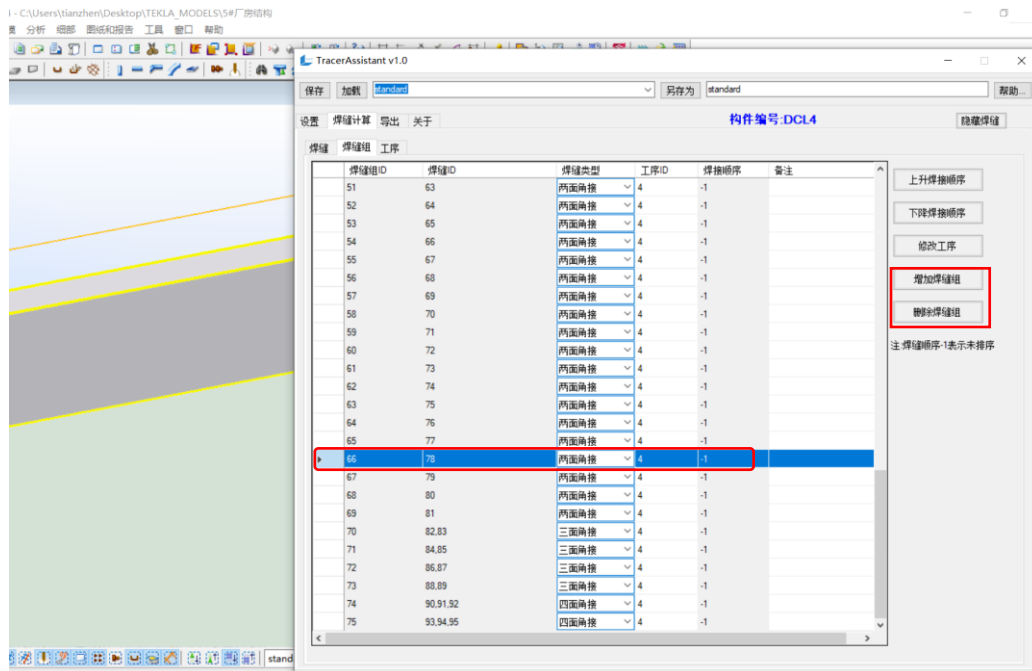 - C:\Users\tianzhen\Desktop\TEKLA_MODELS\5#厂房结构
分析 细部 图纸和报告 工具 窗口 帮助
TracerAssistant v1.0
保存 加载 standard 另存为 standard 帮助...
设置 焊缝计算 导出 关于 构件编号:DCL4 隐藏焊缝
焊缝 焊缝组 工序
焊缝组ID 焊缝ID 焊缝类型 工序ID 焊接顺序 备注
51 63 两面角接 4 -1
52 64 两面角接 4 -1
53 65 两面角接 4 -1
54 66 两面角接 4 -1
55 67 两面角接 4 -1
56 68 两面角接 4 -1
57 69 两面角接 4 -1
58 70 两面角接 4 -1
59 71 两面角接 4 -1
60 72 两面角接 4 -1
61 73 两面角接 4 -1
62 74 两面角接 4 -1
63 75 两面角接 4 -1
64 76 两面角接 4 -1
65 77 两面角接 4 -1
66 78 两面角接 4 -1
67 79 两面角接 4 -1
68 80 两面角接 4 -1
69 81 两面角接 4 -1
70 82,83 三面角接 4 -1
71 84,85 三面角接 4 -1
72 86,87 三面角接 4 -1
73 88,89 三面角接 4 -1
74 90,91,92 四面角接 4 -1
75 93,94,95 四面角接 4 -1
上升焊接顺序
下降焊接顺序
修改工序
增加焊缝组
删除焊缝组
注:焊缝顺序-1表示未排序
stand